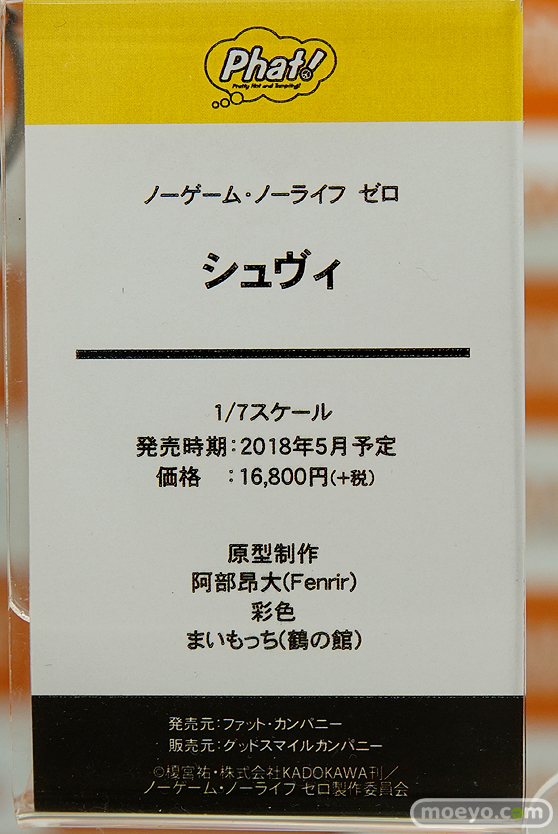 Phat!
Pretty Hot and Tempting!
ノーゲーム・ノーライフ ゼロ
シュヴィ
1/7スケール
発売時期：2018年5月予定
価格　：16,800円(+税)
原型制作
阿部昂大(Fenrir)
彩色
まいもっち(鶴の館)
発売元：ファット・カンパニー
販売元：グッドスマイルカンパニー
©榎宮祐・株式会社KADOKAWA刊／
ノーゲーム・ノーライフ ゼロ製作委員会
moeyo.com